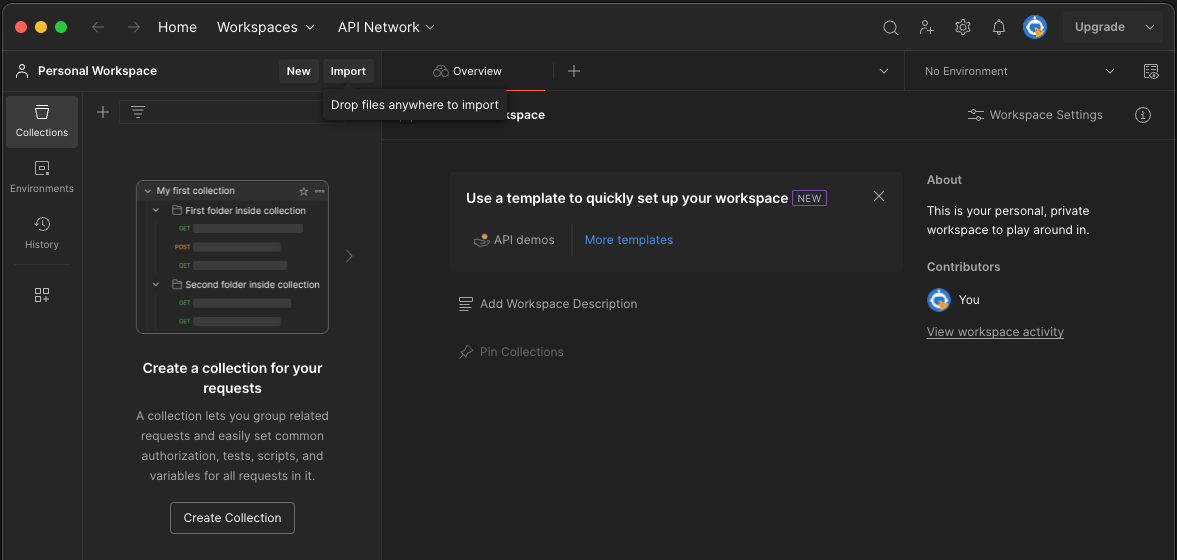 Home Workspaces API Network Upgrade
Personal Workspace New Import Overview No Environment
Drop files anywhere to import
Workspace Settings
Collections
Environments
History
My first collection
First folder inside collection
GET
POST
GET
Second folder inside collection
GET
GET
Create a collection for your
requests
A collection lets you group related
requests and easily set common
authorization, tests, scripts, and
variables for all requests in it.
Create Collection
Use a template to quickly set up your workspace NEW
API demos More templates
Add Workspace Description
Pin Collections
About
This is your personal, private
workspace to play around in.
Contributors
You
View workspace activity